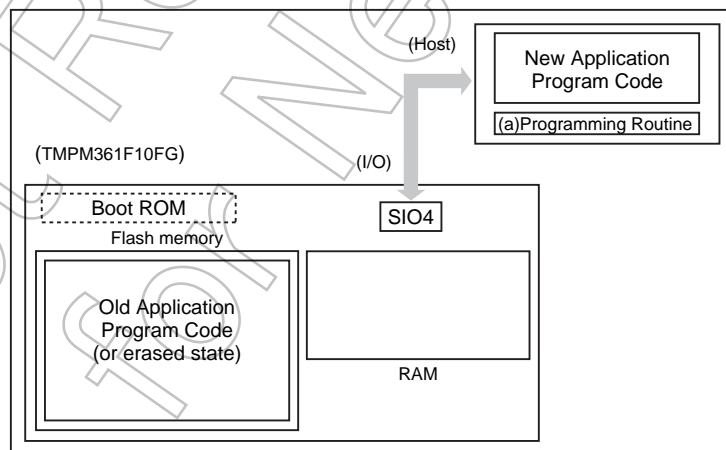 (Host)
New Application
Program Code
(a)Programming Routine
(TMPM361F10FG)
(I/O)
Boot ROM
SIO4
Flash memory
Old Application
Program Code
(or erased state)
RAM